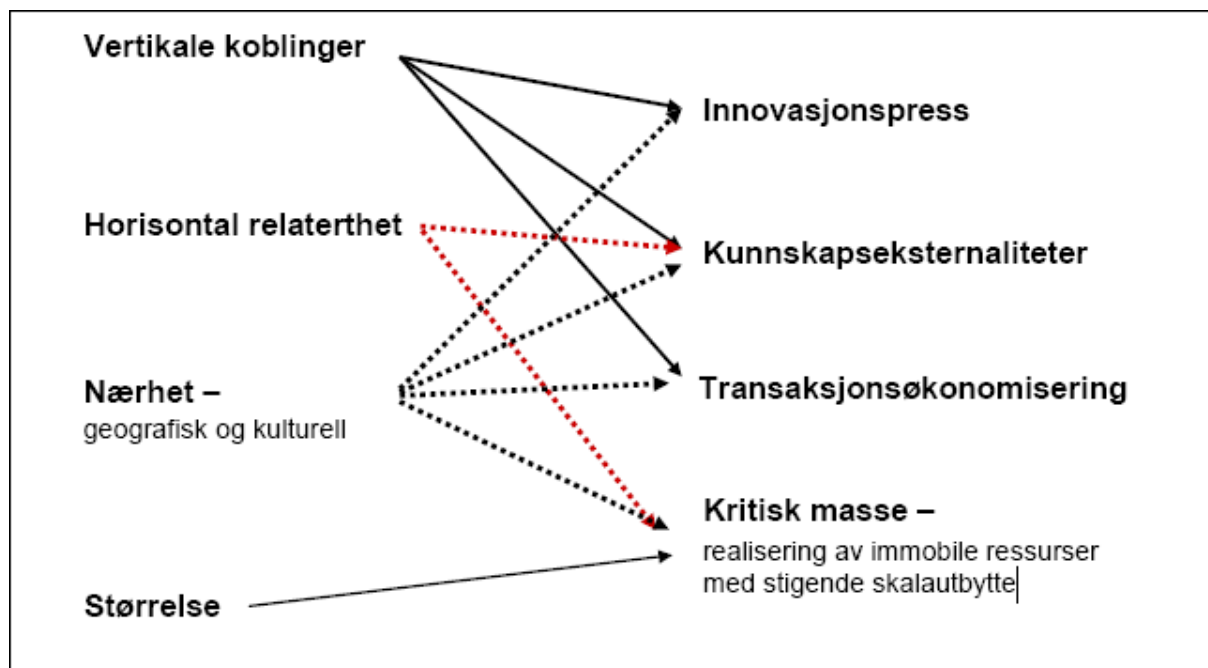 Vertikale koblinger
Innovasjonspress
Horisontal relaterthet
Kunnskapseksternaliteter
Nærhet –
geografisk og kulturell
Transaksjonsøkonomisering
Kritisk masse –
realisering av immobile ressurser
med stigende skalautbytte
Størrelse